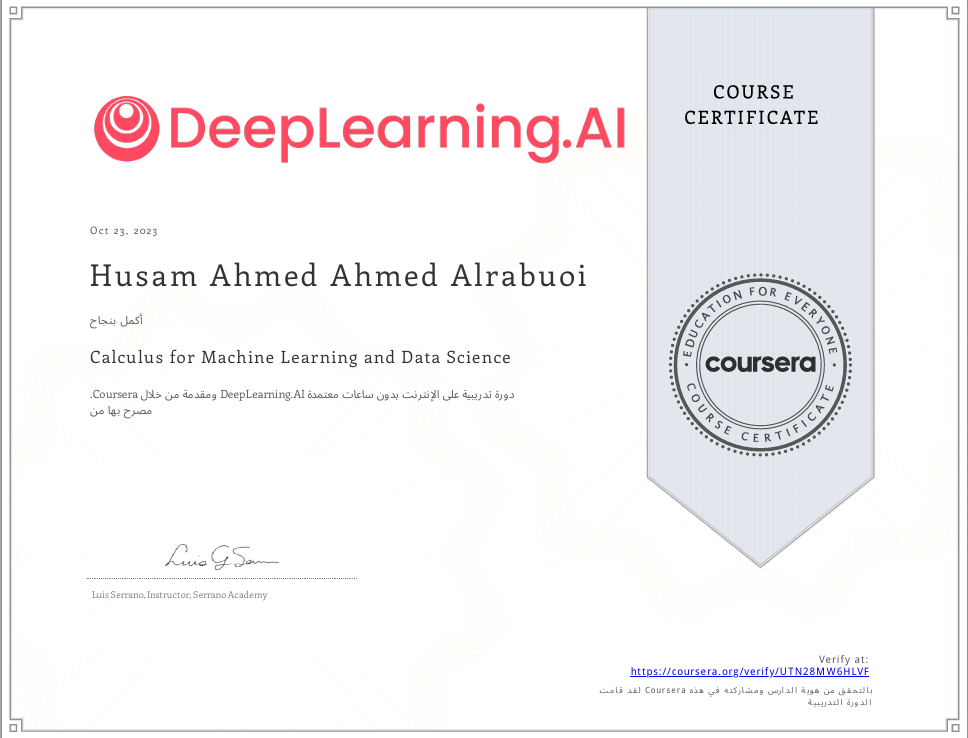 DeepLearning.AI
COURSE
CERTIFICATE
Oct 23, 2023
Husam Ahmed Ahmed Alrabuoi
أكمل بنجاح
Calculus for Machine Learning and Data Science
دورة تدريبية على الإنترنت بدون ساعات معتمدة DeepLearning.AI ومقدمة من خلال Coursera.
مصرح بها من
EDUCATION FOR EVERYONE
coursera
COURSE CERTIFICATE
Luis Serrano, Instructor, Serrano Academy
Verify at:
https://coursera.org/verify/UTN28MW6HLVF
بالتحقق من هوية الدارس ومشاركته في هذه Coursera لقد قامت
الدورة التدريبية